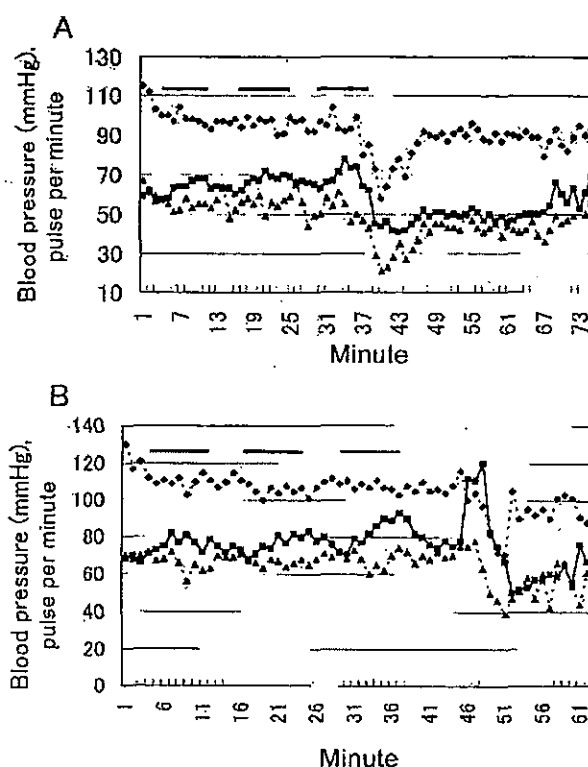 A
Blood pressure (mmHg),
pulse per minute
130
110
90
70
50
30
10
1 7 13 19 25 31 37 43 49 55 61 67 73
Minute
B
Blood pressure (mmHg),
pulse per minute
140
120
100
80
60
40
20
0
1 6 11 16 21 26 31 36 41 46 51 56 61
Minute